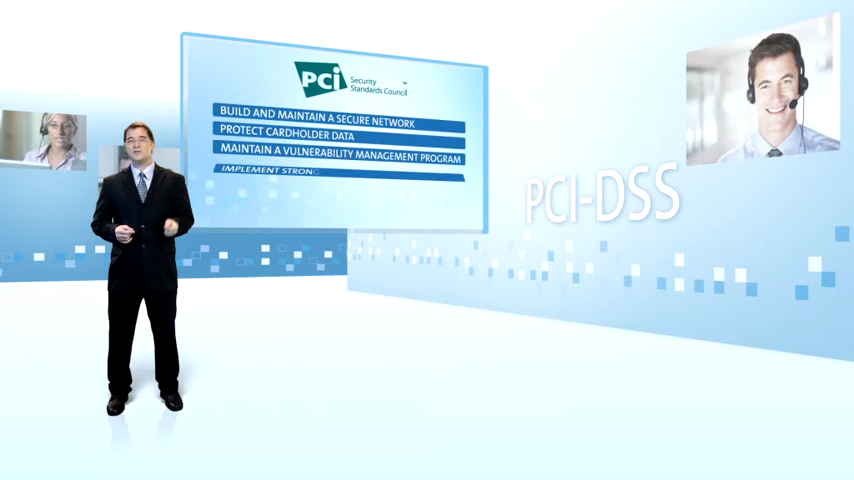 PCi Security
Standards Council™
BUILD AND MAINTAIN A SECURE NETWORK
PROTECT CARDHOLDER DATA
MAINTAIN A VULNERABILITY MANAGEMENT PROGRAM
IMPLEMENT STRONG
PCI-DSS